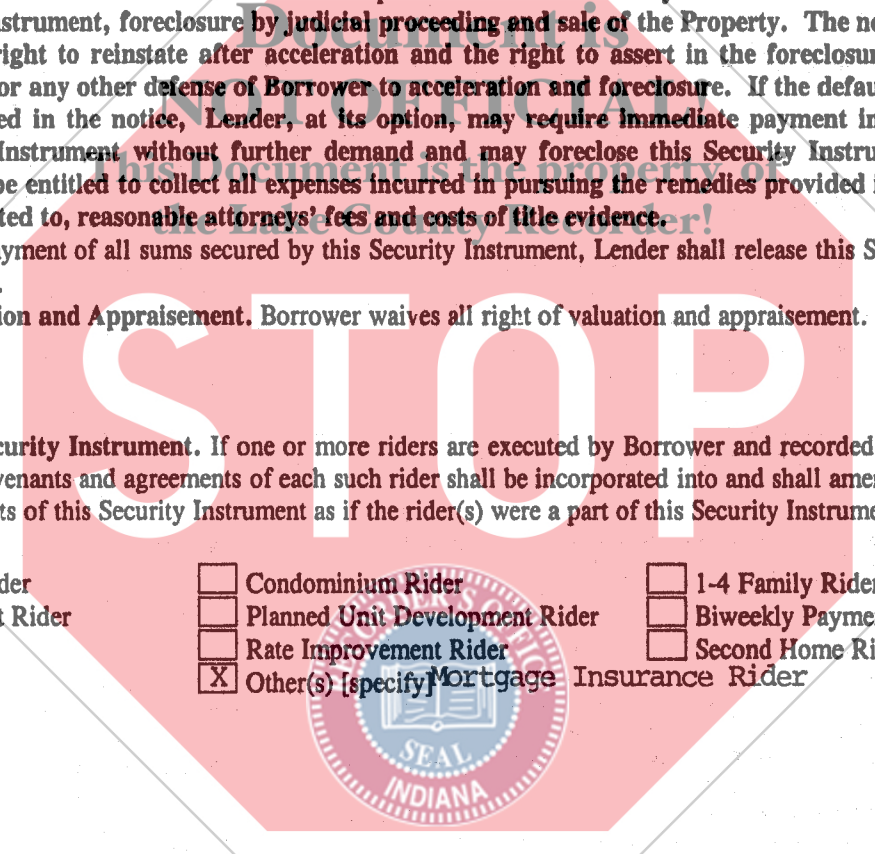 strument, foreclosure by judicial proceeding and sale of the Property. The no
Document is
ight to reinstate after acceleration and the right to assert in the foreclosur
or any other defense of Borrower to acceleration and foreclosure. If the defau
NOT OFFICIAL
ed in the notice, Lender, at its option, may require immediate payment in
Instrument without further demand and may foreclose this Security Instru
This Document is the property of
be entitled to collect all expenses incurred in pursuing the remedies provided i
ted to, reasonable attorneys' fees and costs of title evidence.
the Lake County Recorder!
yment of all sums secured by this Security Instrument, Lender shall release this S
ion and Appraisement. Borrower waives all right of valuation and appraisement.
STOP
curity Instrument. If one or more riders are executed by Borrower and recorded
venants and agreements of each such rider shall be incorporated into and shall amen
ts of this Security Instrument as if the rider(s) were a part of this Security Instrume
der Condominium Rider 1-4 Family Rider
t Rider Planned Unit Development Rider Biweekly Payme
Rate Improvement Rider Second Home Ri
X Other(s) [specify] Mortgage Insurance Rider
RECORDER'S OFFICE
SEAL
INDIANA